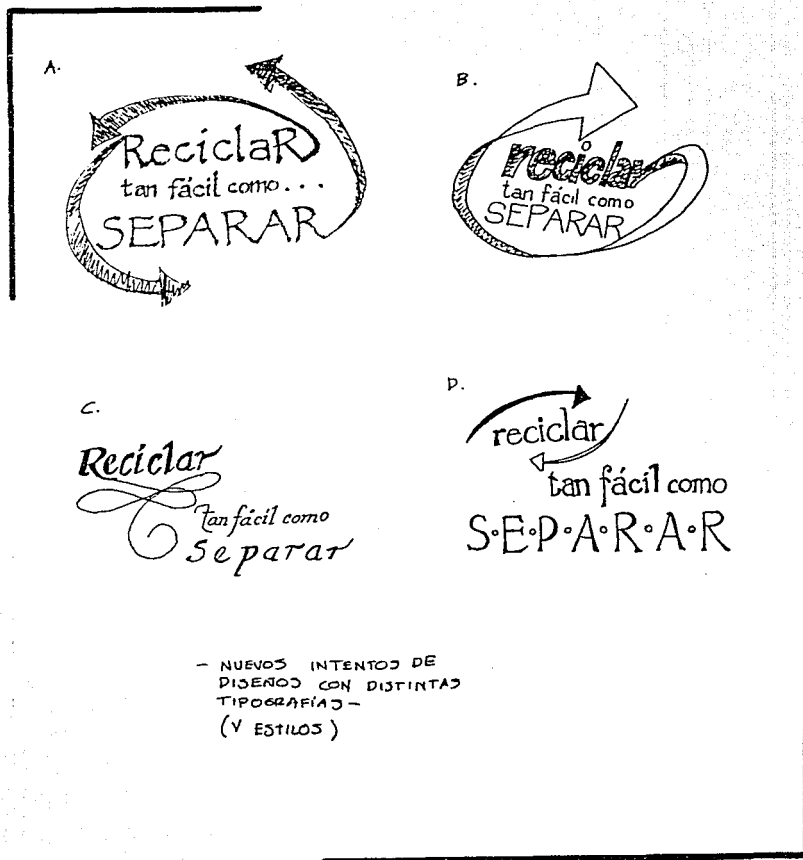 A.
ReciclaR
tan fácil como...
SEPARAR
B.
reciclar
tan fácil como
SEPARAR
C.
Reciclar
tan fácil como
Separar
D.
reciclar
tan fácil como
S·E·P·A·R·A·R
- NUEVOS INTENTOS DE
DISEÑOS CON DISTINTAS
TIPOGRAFÍAS -
(Y ESTILOS)